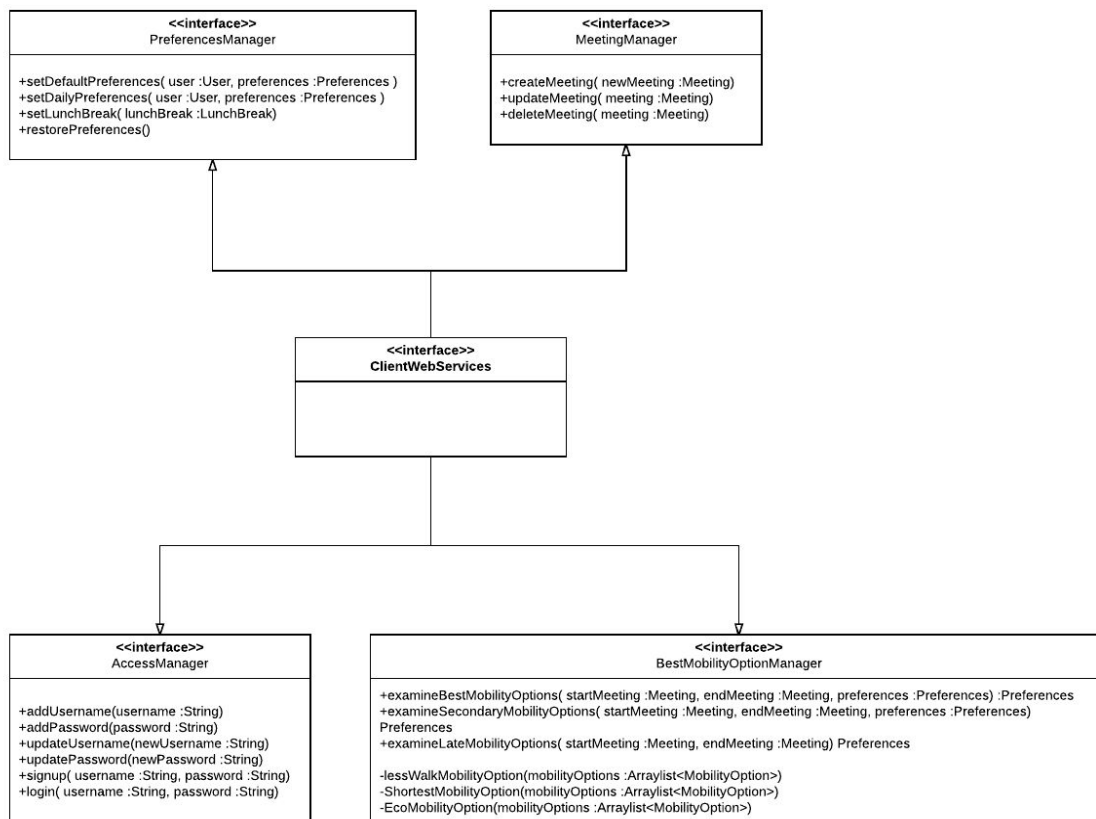 <<interface>>
PreferencesManager
+setDefaultPreferences( user :User, preferences :Preferences )
+setDailyPreferences( user :User, preferences :Preferences )
+setLunchBreak( lunchBreak :LunchBreak)
+restorePreferences()
<<interface>>
MeetingManager
+createMeeting( newMeeting :Meeting)
+updateMeeting( meeting :Meeting)
+deleteMeeting( meeting :Meeting)
<<interface>>
ClientWebServices
<<interface>>
AccessManager
+addUsername(username :String)
+addPassword(password :String)
+updateUsername(newUsername :String)
+updatePassword(newPassword :String)
+signup( username :String, password :String)
+login( username :String, password :String)
<<interface>>
BestMobilityOptionManager
+examineBestMobilityOptions( startMeeting :Meeting, endMeeting :Meeting, preferences :Preferences) :Preferences
+examineSecondaryMobilityOptions( startMeeting :Meeting, endMeeting :Meeting, preferences :Preferences)
Preferences
+examineLateMobilityOptions( startMeeting :Meeting, endMeeting :Meeting) Preferences
-lessWalkMobilityOption(mobilityOptions :Arraylist<MobilityOption>)
-ShortestMobilityOption(mobilityOptions :Arraylist<MobilityOption>)
-EcoMobilityOption(mobilityOptions :Arraylist<MobilityOption>)